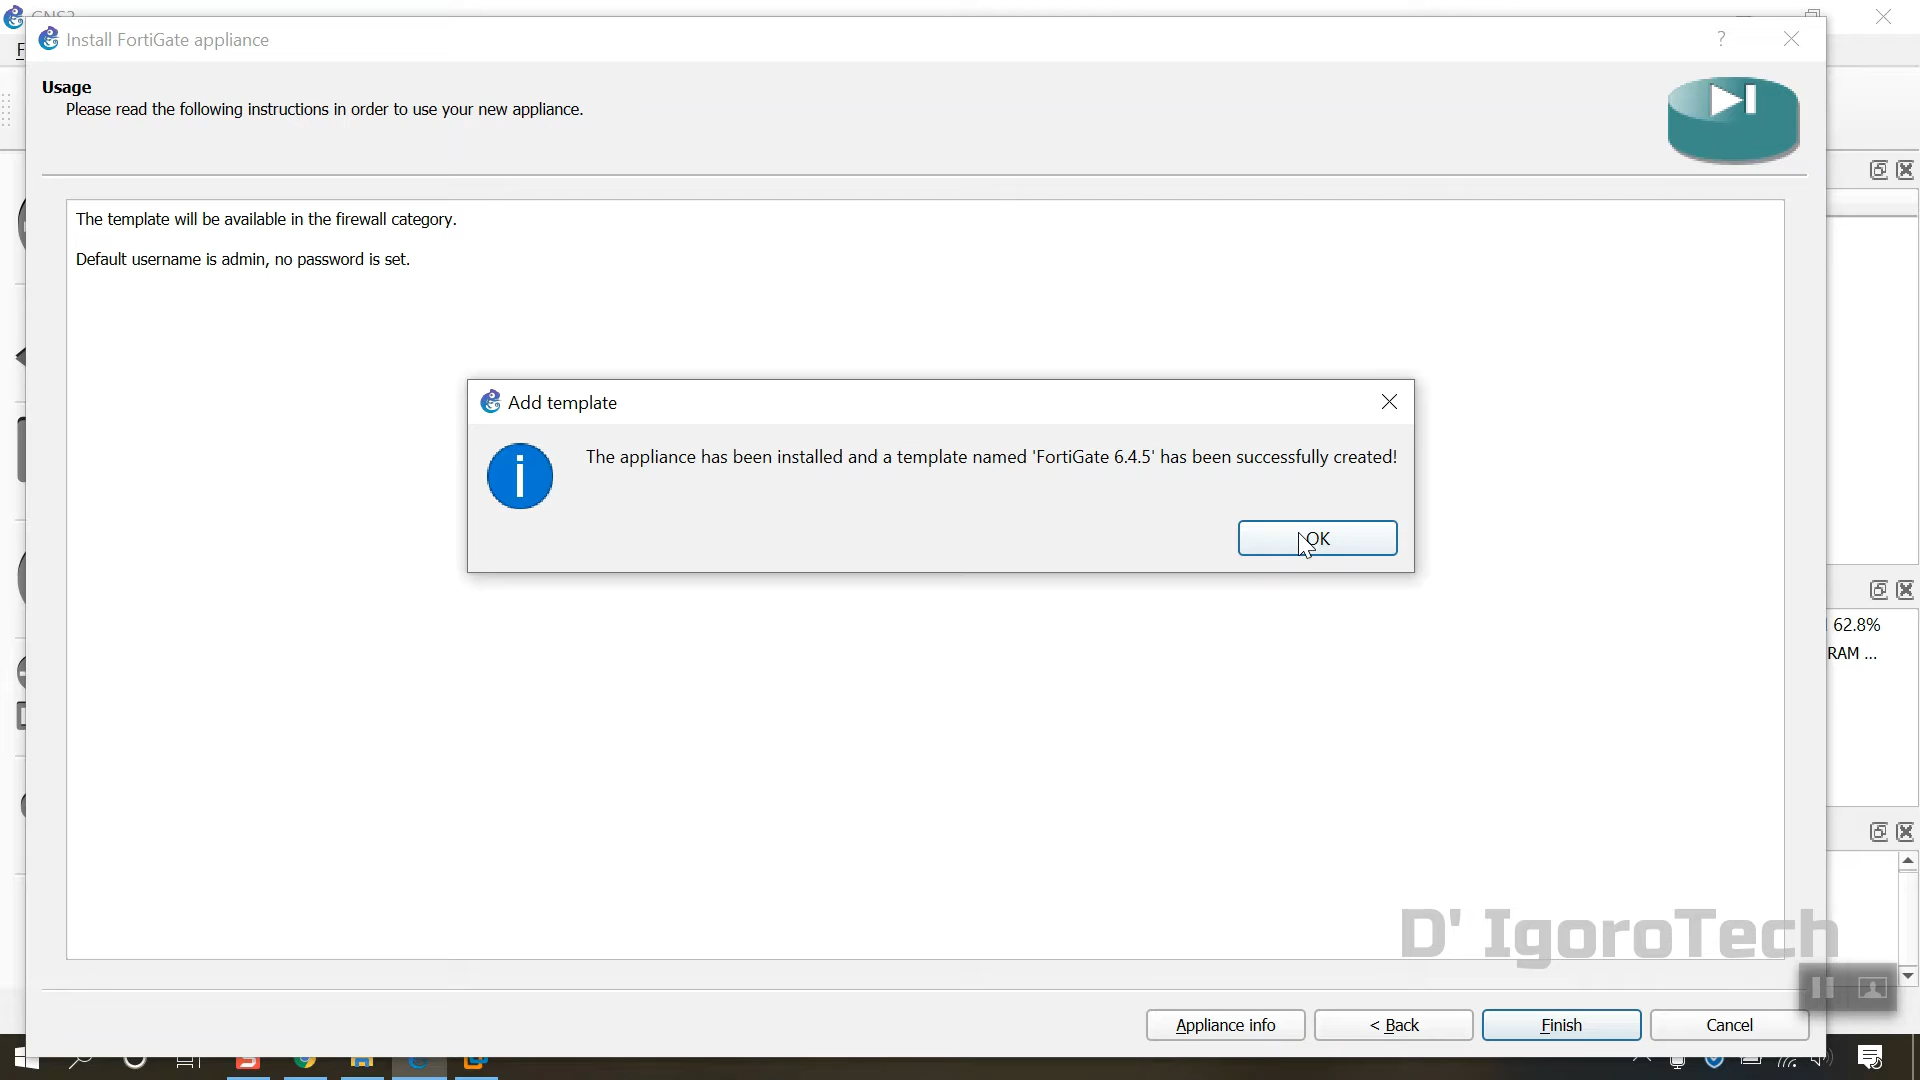 GNS3
Install FortiGate appliance
?
F
Usage
Please read the following instructions in order to use your new appliance.
The template will be available in the firewall category.
Default username is admin, no password is set.
Add template
The appliance has been installed and a template named 'FortiGate 6.4.5' has been successfully created!
OK
62.8%
RAM ...
D' IgoroTech
Appliance info
< Back
Finish
Cancel